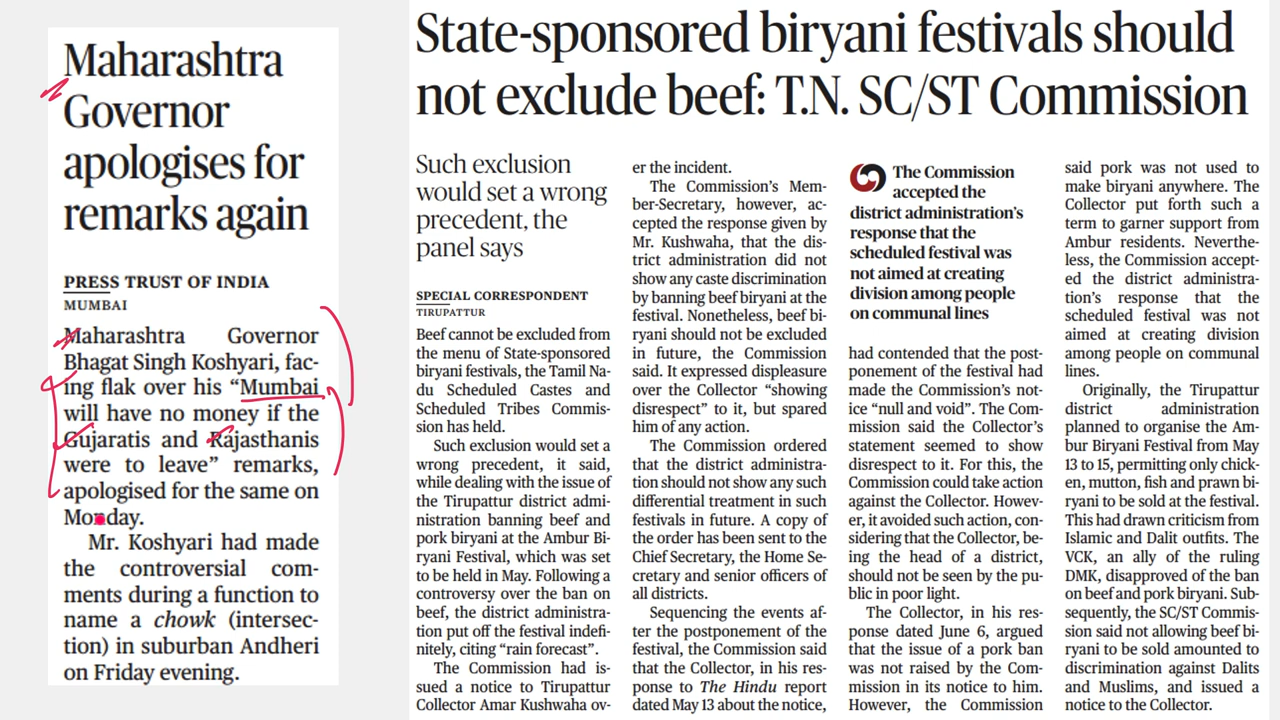 Maharashtra
Governor
apologises for
remarks again
PRESS TRUST OF INDIA
MUMBAI
Maharashtra Governor
Bhagat Singh Koshyari, fac-
ing flak over his “Mumbai
will have no money if the
Gujaratis and Rajasthanis
were to leave” remarks,
apologised for the same on
Monday.
Mr. Koshyari had made
the controversial com-
ments during a function to
name a chowk (intersec-
tion) in suburban Andheri
on Friday evening.
State-sponsored biryani festivals should
not exclude beef: T.N. SC/ST Commission
Such exclusion
would set a wrong
precedent, the
panel says
SPECIAL CORRESPONDENT
TIRUPATTUR
Beef cannot be excluded from
the menu of State-sponsored
biryani festivals, the Tamil Na-
du Scheduled Castes and
Scheduled Tribes Commis-
sion has held.
Such exclusion would set a
wrong precedent, it said,
while dealing with the issue of
the Tirupattur district admi-
nistration banning beef and
pork biryani at the Ambur Bi-
ryani Festival, which was set
to be held in May. Following a
controversy over the ban on
beef, the district administra-
tion put off the festival indefi-
nitely, citing “rain forecast”.
The Commission had is-
sued a notice to Tirupattur
Collector Amar Kushwaha ov-
er the incident.
The Commission’s Mem-
ber-Secretary, however, ac-
cepted the response given by
Mr. Kushwaha, that the dis-
trict administration did not
show any caste discrimination
by banning beef biryani at the
festival. Nonetheless, beef bi-
ryani should not be excluded
in future, the Commission
said. It expressed displeasure
over the Collector “showing
disrespect” to it, but spared
him of any action.
The Commission ordered
that the district administra-
tion should not show any such
differential treatment in such
festivals in future. A copy of
the order has been sent to the
Chief Secretary, the Home Se-
cretary and senior officers of
all districts.
Sequencing the events af-
ter the postponement of the
festival, the Commission said
that the Collector, in his res-
ponse to The Hindu report
dated May 13 about the notice,
The Commission
accepted the
district administration’s
response that the
scheduled festival was
not aimed at creating
division among people
on communal lines
had contended that the post-
ponement of the festival had
made the Commission’s not-
ice “null and void”. The Com-
mission said the Collector’s
statement seemed to show
disrespect to it. For this, the
Commission could take action
against the Collector. Howev-
er, it avoided such action, con-
sidering that the Collector, be-
ing the head of a district,
should not be seen by the pu-
blic in poor light.
The Collector, in his res-
ponse dated June 6, argued
that the issue of a pork ban
was not raised by the Com-
mission in its notice to him.
However, the Commission
said pork was not used to
make biryani anywhere. The
Collector put forth such a
term to garner support from
Ambur residents. Neverthe-
less, the Commission accept-
ed the district administra-
tion’s response that the
scheduled festival was not
aimed at creating division
among people on communal
lines.
Originally, the Tirupattur
district administration
planned to organise the Am-
bur Biryani Festival from May
13 to 15, permitting only chick-
en, mutton, fish and prawn bi-
ryani to be sold at the festival.
This had drawn criticism from
Islamic and Dalit outfits. The
VCK, an ally of the ruling
DMK, disapproved of the ban
on beef and pork biryani. Sub-
sequently, the SC/ST Commis-
sion said not allowing beef bi-
ryani to be sold amounted to
discrimination against Dalits
and Muslims, and issued a
notice to the Collector.